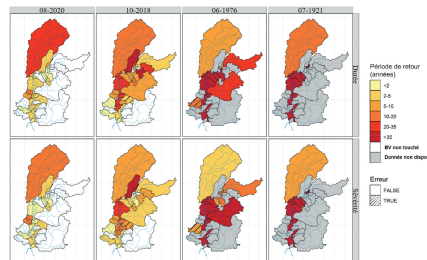 08-2020
10-2018
06-1976
07-1921
Durée
Sévérité
Période de retour
(années)
<2
2-5
5-10
10-20
20-35
>35
BV non touché
Donnée non dispo
Erreur
FALSE
TRUE